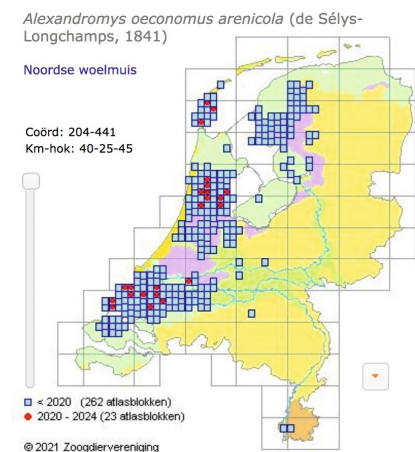 Alexandromys oeconomus arenicola (de Sélys-
Longchamps, 1841)
Noordse woelmuis
Coörd: 204-441
Km-hok: 40-25-45
< 2020 (262 atlasblokken)
2020 - 2024 (23 atlasblokken)
© 2021 Zoogdiervereniging